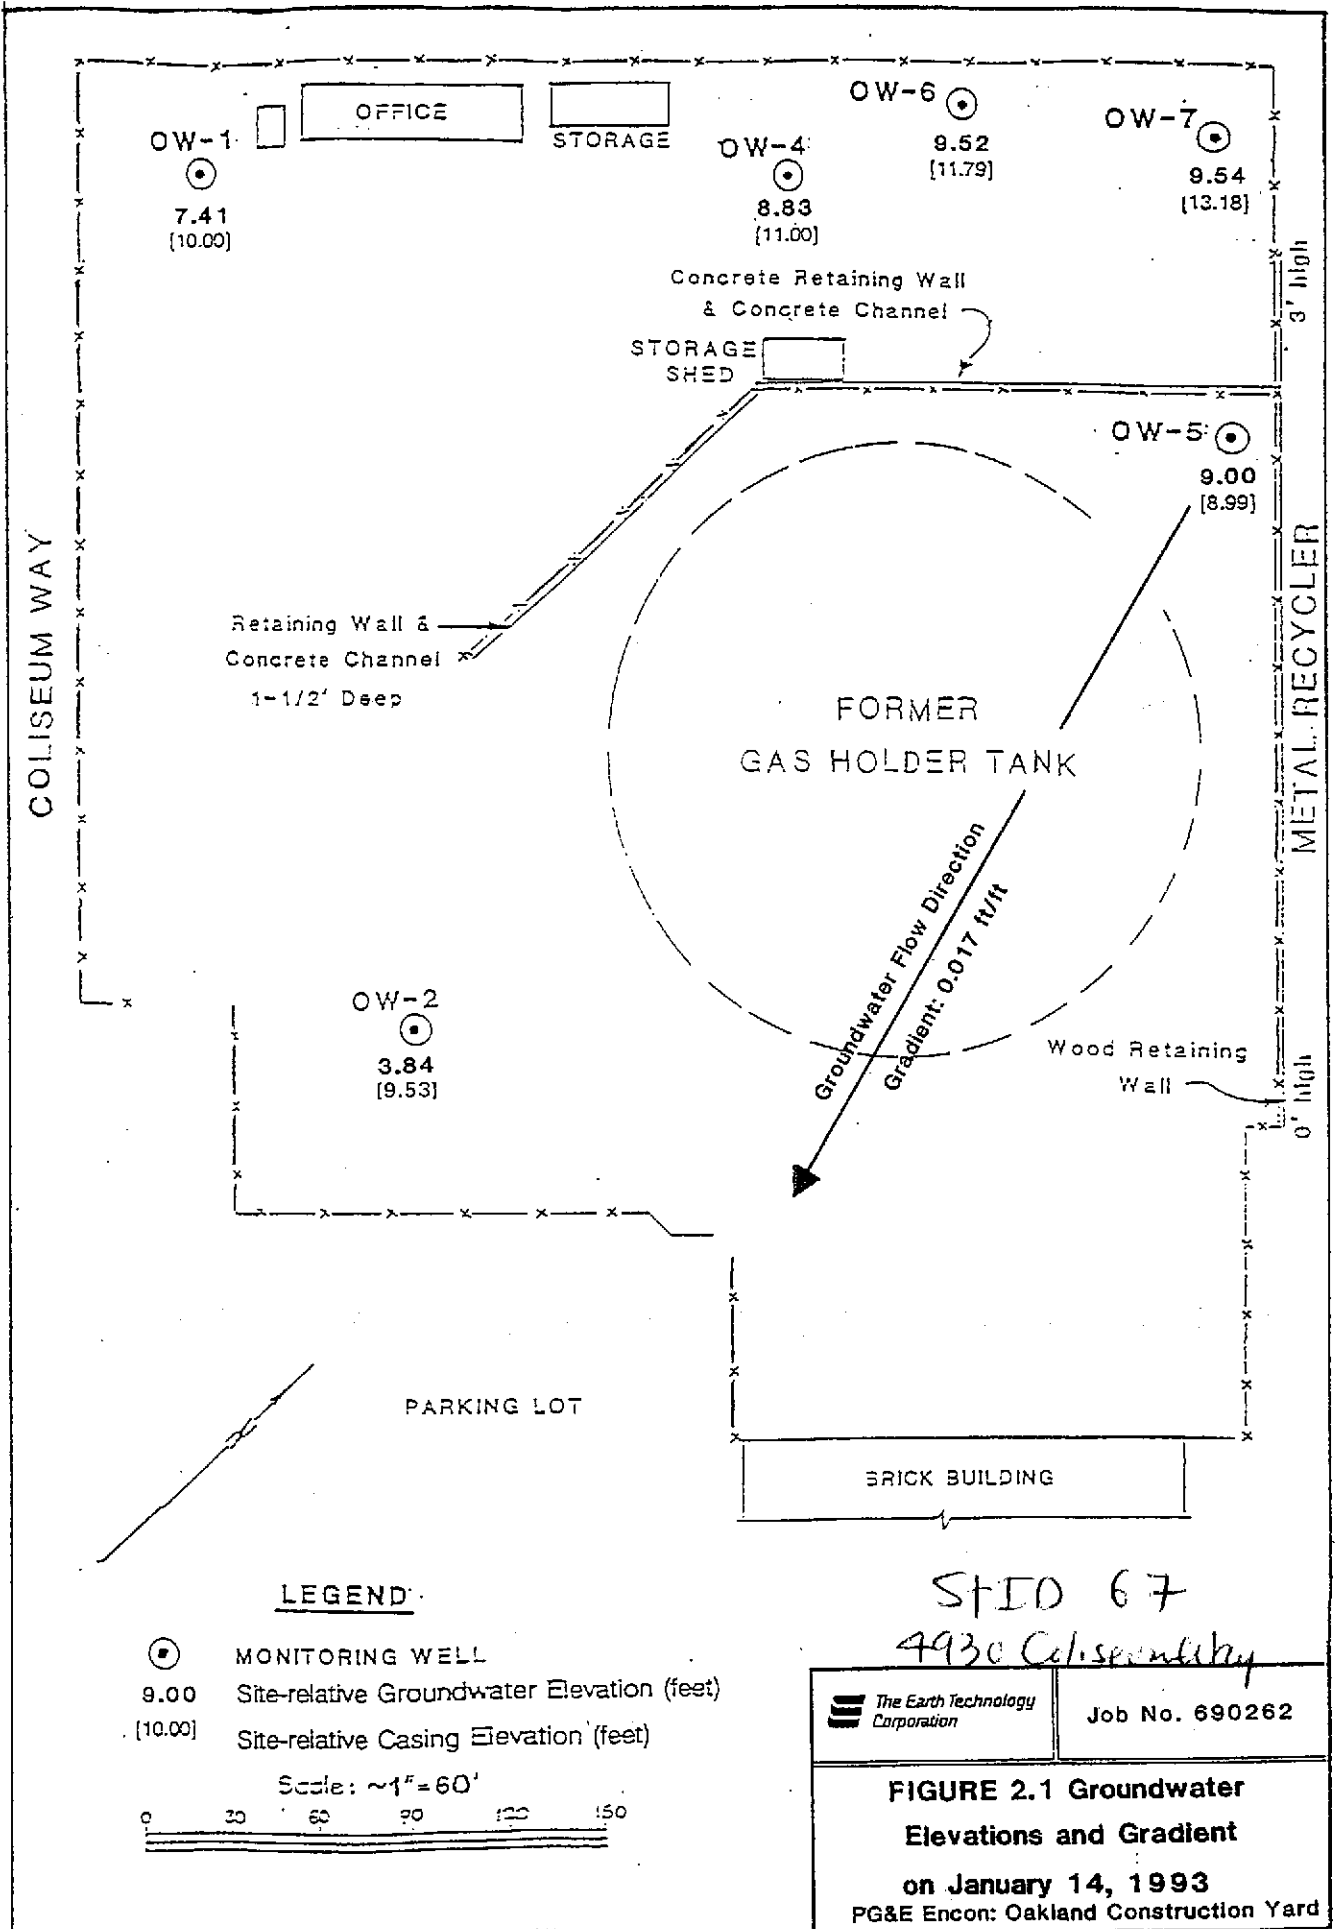 OFFICE
STORAGE
OW-1
7.41
[10.00]
OW-4
8.83
[11.00]
OW-6
9.52
[11.79]
OW-7
9.54
[13.18]
3' high
Concrete Retaining Wall
& Concrete Channel
STORAGE
SHED
OW-5
9.00
[8.99]
COLISEUM WAY
METAL RECYCLER
Retaining Wall &
Concrete Channel
1-1/2' Deep
FORMER
GAS HOLDER TANK
Groundwater Flow Direction
Gradient: 0.017 ft/ft
OW-2
3.84
[9.53]
Wood Retaining
Wall
0' high
PARKING LOT
BRICK BUILDING
StID 67
4930
LEGEND
MONITORING WELL
9.00 Site-relative Groundwater Elevation (feet)
[10.00] Site-relative Casing Elevation (feet)
Scale: ~1"=60'
0 30 60 90 120 150
The Earth Technology
Corporation
Job No. 690262
FIGURE 2.1 Groundwater
Elevations and Gradient
on January 14, 1993
PG&E Encon: Oakland Construction Yard